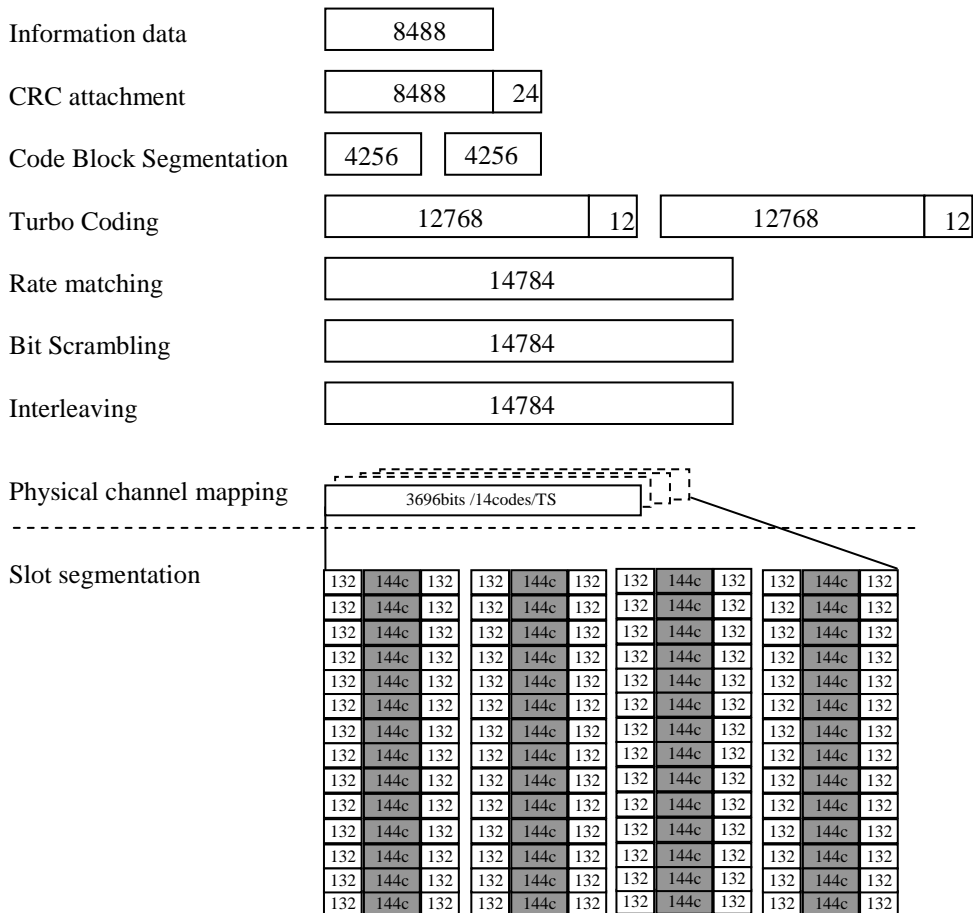 Information data 8488
CRC attachment 8488 24
Code Block Segmentation 4256 4256
Turbo Coding 12768 12 12768 12
Rate matching 14784
Bit Scrambling 14784
Interleaving 14784
Physical channel mapping 3696bits /14codes/TS
Slot segmentation
132 144c 132 132 144c 132 132 144c 132 132 144c 132
132 144c 132 132 144c 132 132 144c 132 132 144c 132
132 144c 132 132 144c 132 132 144c 132 132 144c 132
132 144c 132 132 144c 132 132 144c 132 132 144c 132
132 144c 132 132 144c 132 132 144c 132 132 144c 132
132 144c 132 132 144c 132 132 144c 132 132 144c 132
132 144c 132 132 144c 132 132 144c 132 132 144c 132
132 144c 132 132 144c 132 132 144c 132 132 144c 132
132 144c 132 132 144c 132 132 144c 132 132 144c 132
132 144c 132 132 144c 132 132 144c 132 132 144c 132
132 144c 132 132 144c 132 132 144c 132 132 144c 132
132 144c 132 132 144c 132 132 144c 132 132 144c 132
132 144c 132 132 144c 132 132 144c 132 132 144c 132
132 144c 132 132 144c 132 132 144c 132 132 144c 132